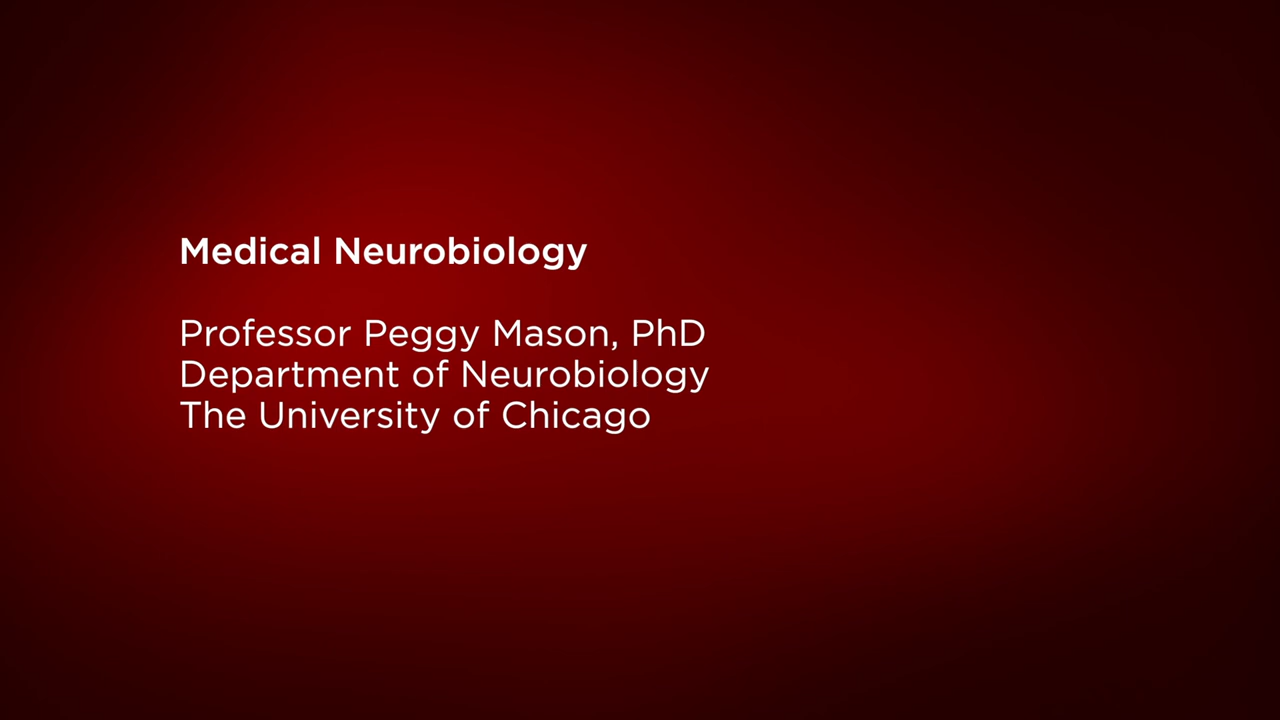 Medical Neurobiology
Professor Peggy Mason, PhD
Department of Neurobiology
The University of Chicago